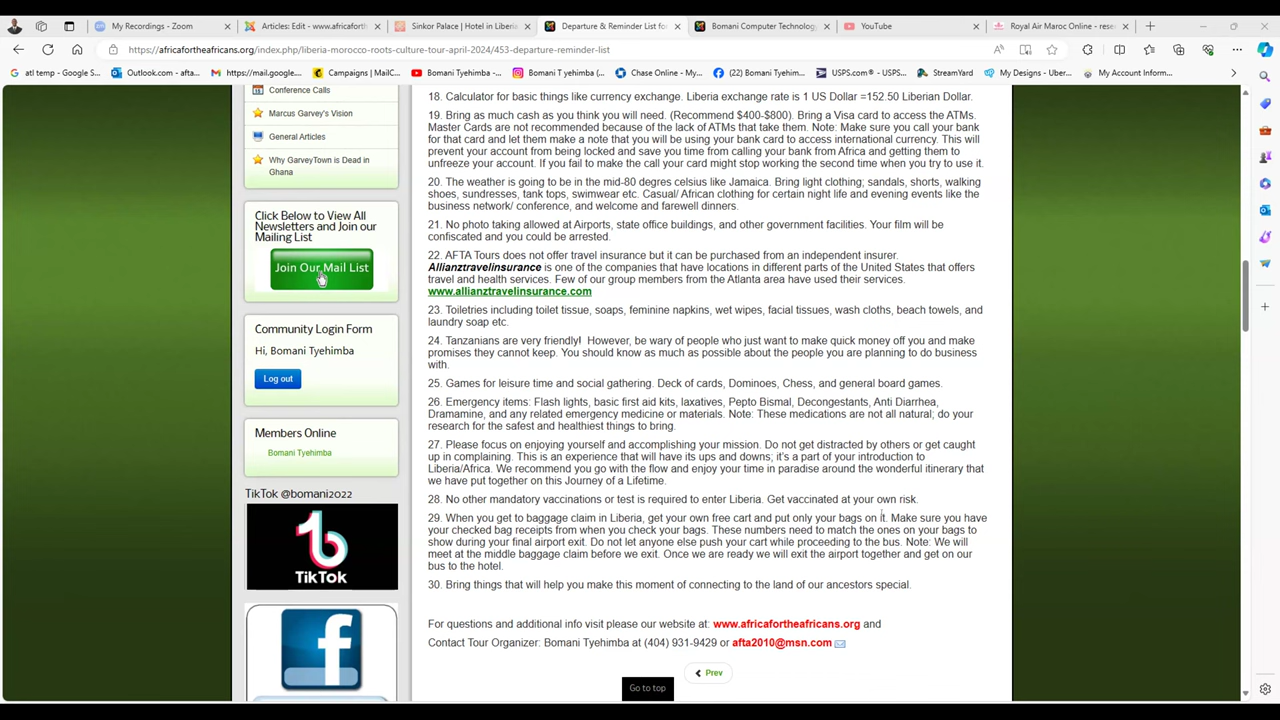 My Recordings - Zoom
Articles: Edit - www.africaforth
Sinkor Palace | Hotel in Liberia
Departure & Reminder List for
Bomani Computer Technology
YouTube
Royal Air Maroc Online - rese
https://africafortheafricans.org/index.php/liberia-morocco-roots-culture-tour-april-2024/453-departure-reminder-list
atl temp - Google S...
Outlook.com - afta...
https://mail.google....
Campaigns | MailC...
Bomani Tyehimba -...
Bomani T yehimba (...
Chase Online - My...
(22) Bomani Tyehim...
USPS.com® - USPS...
StreamYard
My Designs - Uber...
My Account Inform...
Conference Calls
Marcus Garvey's Vision
General Articles
Why GarveyTown is Dead in
Ghana
Click Below to View All
Newsletters and Join our
Mailing List
Join Our Mail List
Community Login Form
Hi, Bomani Tyehimba
Log out
Members Online
Bomani Tyehimba
TikTok @bomani2022
TikTok
18. Calculator for basic things like currency exchange. Liberia exchange rate is 1 US Dollar =152.50 Liberian Dollar.
19. Bring as much cash as you think you will need. (Recommend $400-$800). Bring a Visa card to access the ATMs.
Master Cards are not recommended because of the lack of ATMs that take them. Note: Make sure you call your bank
for that card and let them make a note that you will be using your bank card to access international currency. This will
prevent your account from being locked and save you time from calling your bank from Africa and getting them to
unfreeze your account. If you fail to make the call your card might stop working the second time when you try to use it.
20. The weather is going to be in the mid-80 degres celsius like Jamaica. Bring light clothing; sandals, shorts, walking
shoes, sundresses, tank tops, swimwear etc. Casual/ African clothing for certain night life and evening events like the
business network/ conference, and welcome and farewell dinners.
21. No photo taking allowed at Airports, state office buildings, and other government facilities. Your film will be
confiscated and you could be arrested.
22. AFTA Tours does not offer travel insurance but it can be purchased from an independent insurer.
Allianztravelinsurance is one of the companies that have locations in different parts of the United States that offers
travel and health services. Few of our group members from the Atlanta area have used their services.
www.allianztravelinsurance.com
23. Toiletries including toilet tissue, soaps, feminine napkins, wet wipes, facial tissues, wash cloths, beach towels, and
laundry soap etc.
24. Tanzanians are very friendly! However, be wary of people who just want to make quick money off you and make
promises they cannot keep. You should know as much as possible about the people you are planning to do business
with.
25. Games for leisure time and social gathering. Deck of cards, Dominoes, Chess, and general board games.
26. Emergency items: Flash lights, basic first aid kits, laxatives, Pepto Bismal, Decongestants, Anti Diarrhea,
Dramamine, and any related emergency medicine or materials. Note: These medications are not all natural; do your
research for the safest and healthiest things to bring.
27. Please focus on enjoying yourself and accomplishing your mission. Do not get distracted by others or get caught
up in complaining. This is an experience that will have its ups and downs; it's a part of your introduction to
Liberia/Africa. We recommend you go with the flow and enjoy your time in paradise around the wonderful itinerary that
we have put together on this Journey of a Lifetime.
28. No other mandatory vaccinations or test is required to enter Liberia. Get vaccinated at your own risk.
29. When you get to baggage claim in Liberia, get your own free cart and put only your bags on it. Make sure you have
your checked bag receipts from when you check your bags. These numbers need to match the ones on your bags to
show during your final airport exit. Do not let anyone else push your cart while proceeding to the bus. Note: We will
meet at the middle baggage claim before we exit. Once we are ready we will exit the airport together and get on our
bus to the hotel.
30. Bring things that will help you make this moment of connecting to the land of our ancestors special.
For questions and additional info visit please our website at: www.africafortheafricans.org and
Contact Tour Organizer: Bomani Tyehimba at (404) 931-9429 or afta2010@msn.com
Prev
Go to top